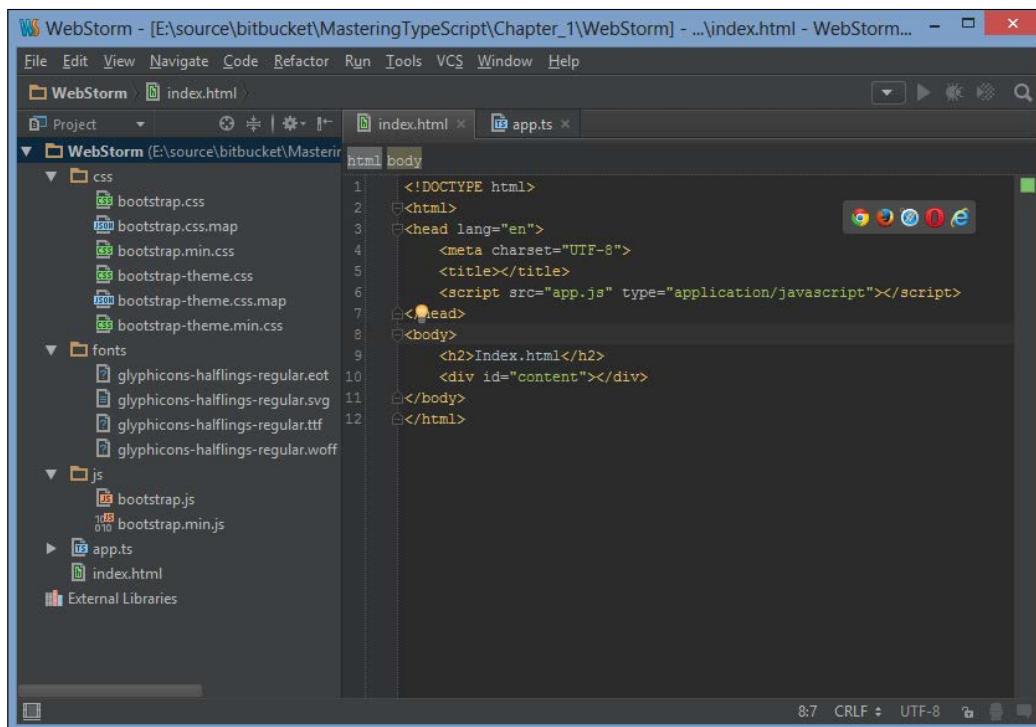 WebStorm - [E:\source\bitbucket\MasteringTypeScript\Chapter_1\WebStorm] - ...\index.html - WebStorm...
File Edit View Navigate Code Refactor Run Tools VCS Window Help
WebStorm index.html
Project
index.html app.ts
WebStorm (E:\source\bitbucket\Masterin
html body
css
bootstrap.css
bootstrap.css.map
bootstrap.min.css
bootstrap-theme.css
bootstrap-theme.css.map
bootstrap-theme.min.css
fonts
glyphicons-halflings-regular.eot
glyphicons-halflings-regular.svg
glyphicons-halflings-regular.ttf
glyphicons-halflings-regular.woff
js
bootstrap.js
bootstrap.min.js
app.ts
index.html
External Libraries
1 <!DOCTYPE html>
2 <html>
3 <head lang="en">
4 <meta charset="UTF-8">
5 <title></title>
6 <script src="app.js" type="application/javascript"></script>
7 </head>
8 <body>
9 <h2>Index.html</h2>
10 <div id="content"></div>
11 </body>
12 </html>
8:7 CRLF UTF-8